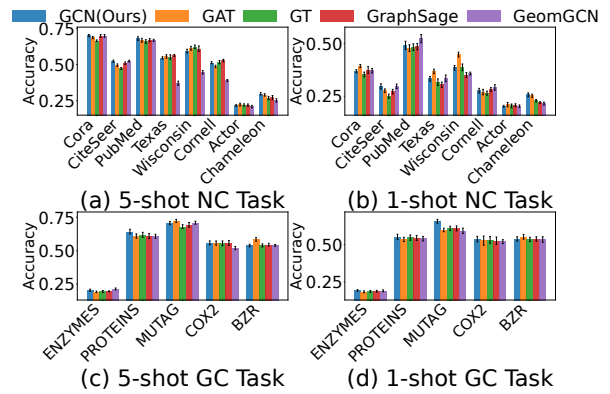 GCN(Ours) GAT GT GraphSage GeomGCN
0.75
0.50
0.25
Accuracy
Cora
CiteSeer
PubMed
Texas
Wisconsin
Cornell
Actor
Chameleon
(a) 5-shot NC Task
0.50
0.25
Accuracy
Cora
CiteSeer
PubMed
Texas
Wisconsin
Cornell
Actor
Chameleon
(b) 1-shot NC Task
0.75
0.50
0.25
Accuracy
ENZYMES
PROTEINS
MUTAG
COX2
BZR
(c) 5-shot GC Task
0.50
0.25
Accuracy
ENZYMES
PROTEINS
MUTAG
COX2
BZR
(d) 1-shot GC Task